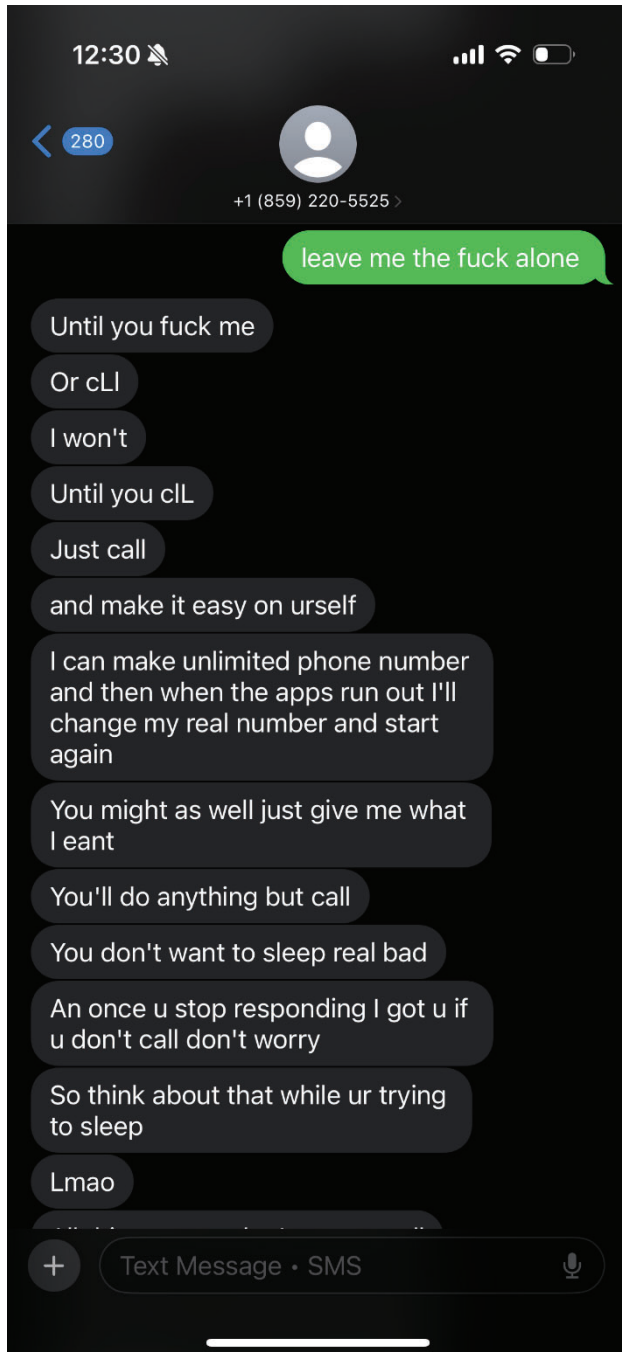 12:30
280
+1 (859) 220-5525
leave me the fuck alone
Until you fuck me
Or cLl
I won't
Until you clL
Just call
and make it easy on urself
I can make unlimited phone number
and then when the apps run out I'll
change my real number and start
again
You might as well just give me what
I eant
You'll do anything but call
You don't want to sleep real bad
An once u stop responding I got u if
u don't call don't worry
So think about that while ur trying
to sleep
Lmao
Text Message • SMS